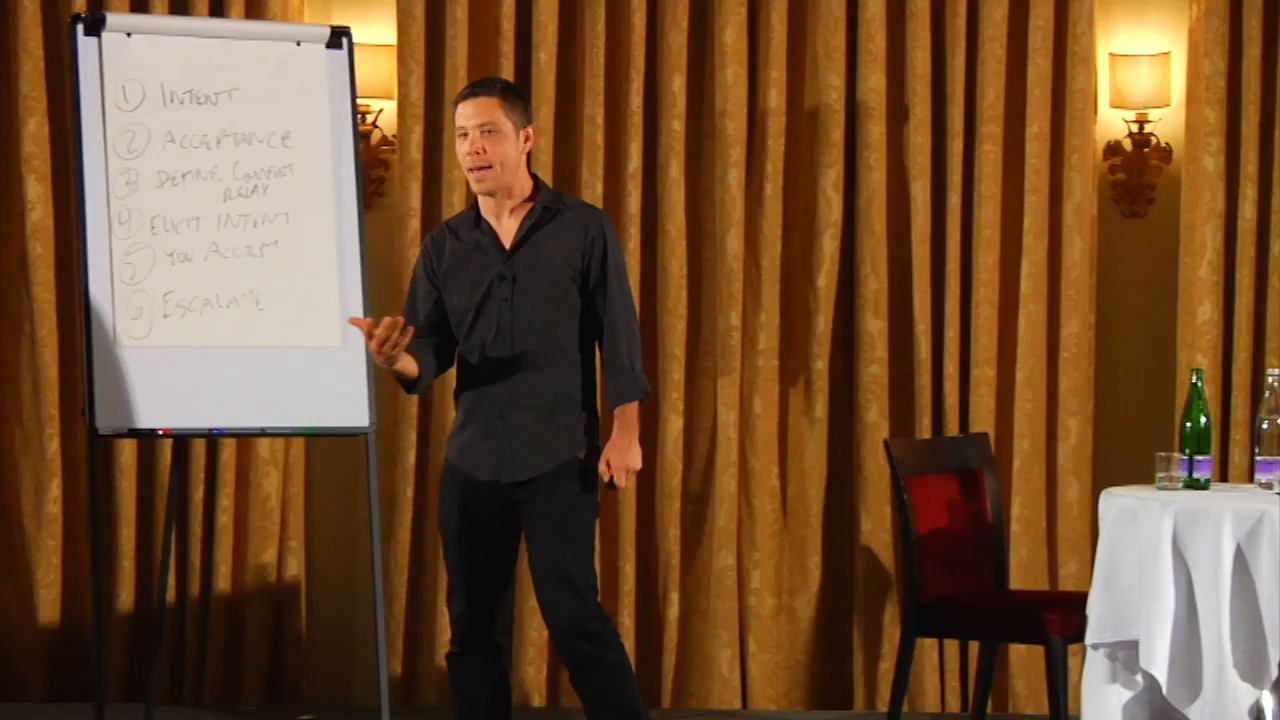 1 INTENT
2 ACCEPTANCE
3 DEFINE COMFORT
RELAX
4 ELICIT INTENT
5 YOU ACCEPT
6 ESCALATE